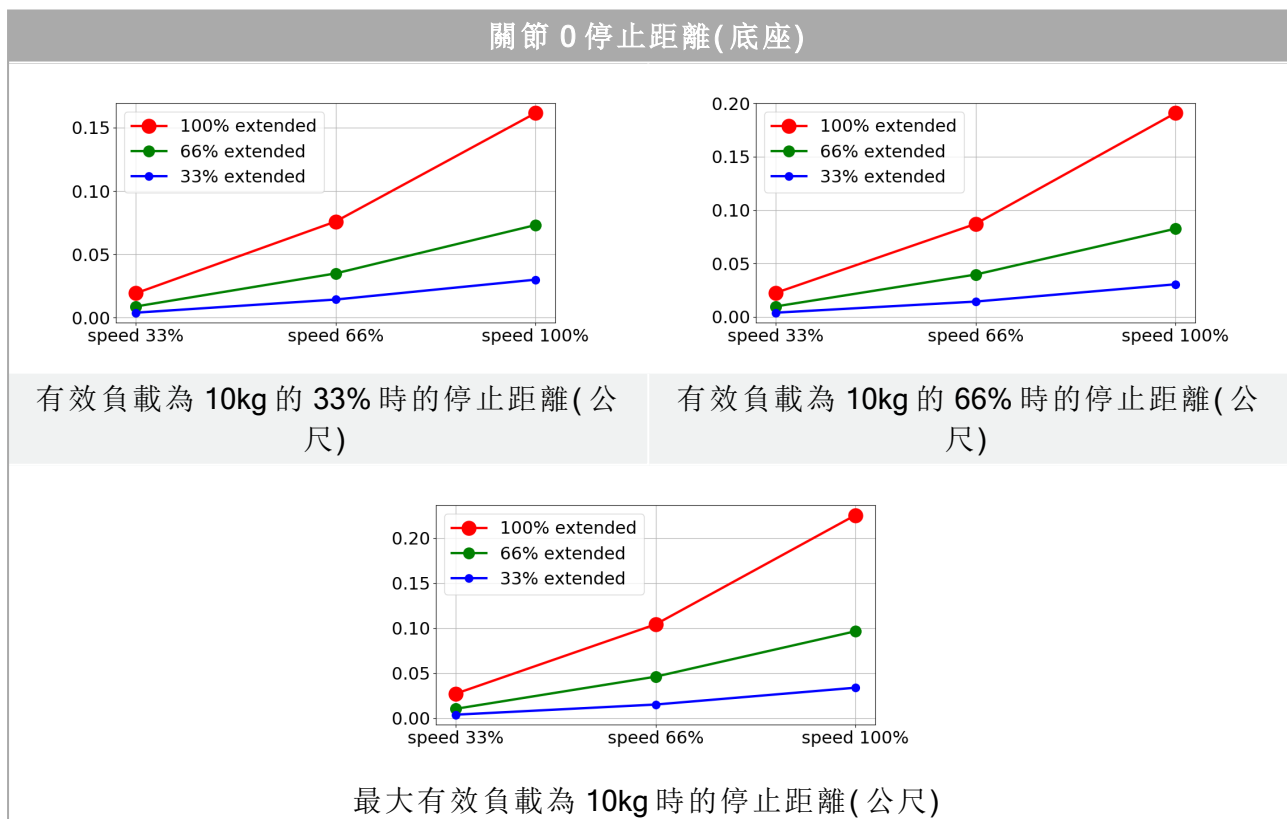 關節 0 停止距離(底座)
0.15
0.10
0.05
0.00
100% extended
66% extended
33% extended
speed 33%
speed 66%
speed 100%
0.20
0.15
0.10
0.05
0.00
100% extended
66% extended
33% extended
speed 33%
speed 66%
speed 100%
有效負載為 10kg 的 33% 時的停止距離(公
尺)
有效負載為 10kg 的 66% 時的停止距離(公
尺)
0.20
0.15
0.10
0.05
0.00
100% extended
66% extended
33% extended
speed 33%
speed 66%
speed 100%
最大有效負載為 10kg 時的停止距離(公尺)